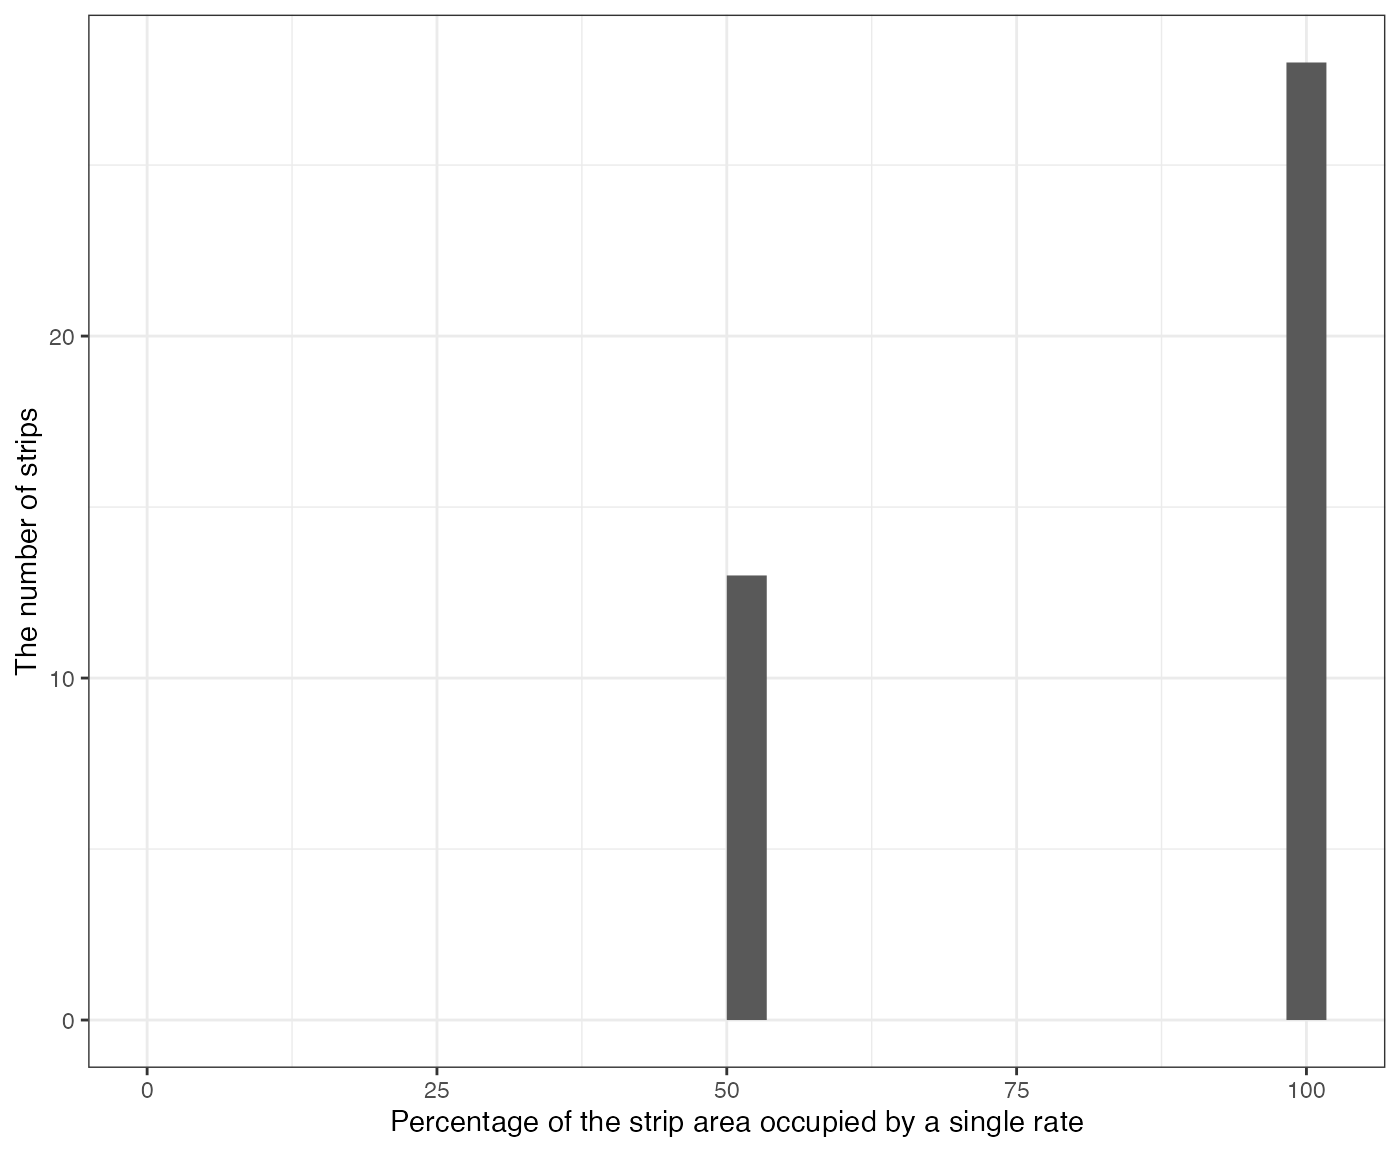 The number of strips
20
10
0
0 25 50 75 100
Percentage of the strip area occupied by a single rate